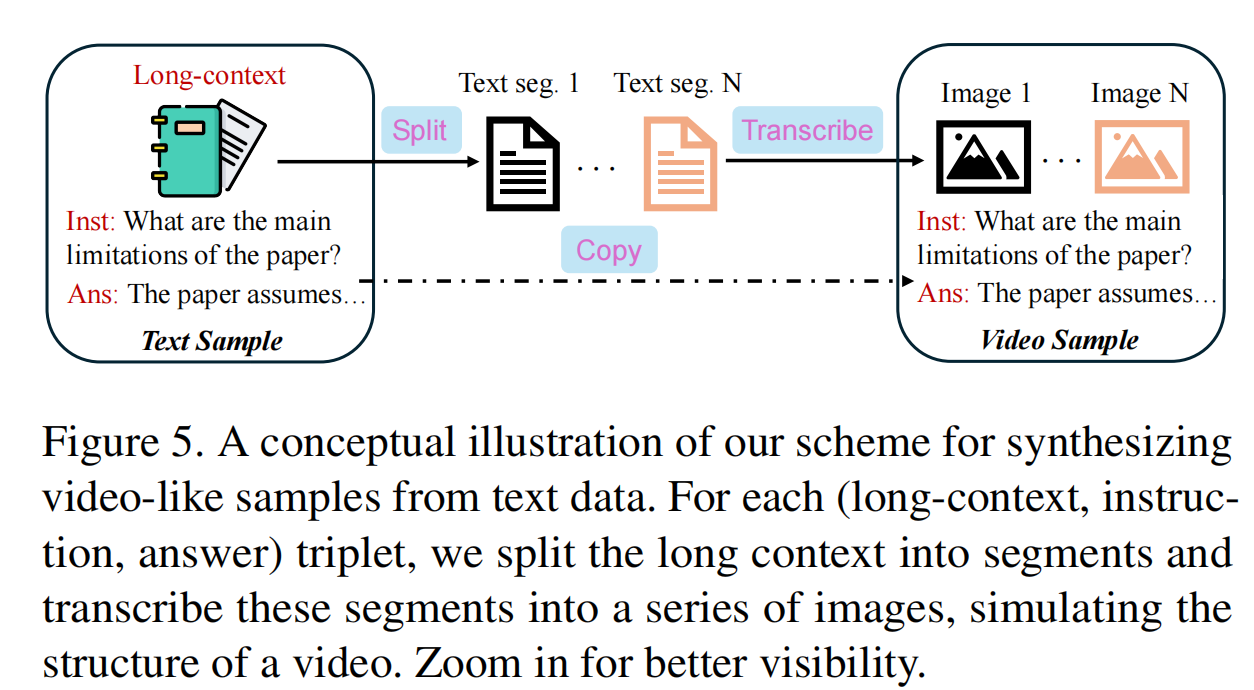 Long-context
Text seg. 1
Text seg. N
Image 1
Image N
Split
Transcribe
. . .
. . .
Inst: What are the main
limitations of the paper?
Ans: The paper assumes…
Text Sample
Copy
Inst: What are the main
limitations of the paper?
Ans: The paper assumes…
Video Sample
Figure 5. A conceptual illustration of our scheme for synthesizing
video-like samples from text data. For each (long-context, instruc-
tion, answer) triplet, we split the long context into segments and
transcribe these segments into a series of images, simulating the
structure of a video. Zoom in for better visibility.